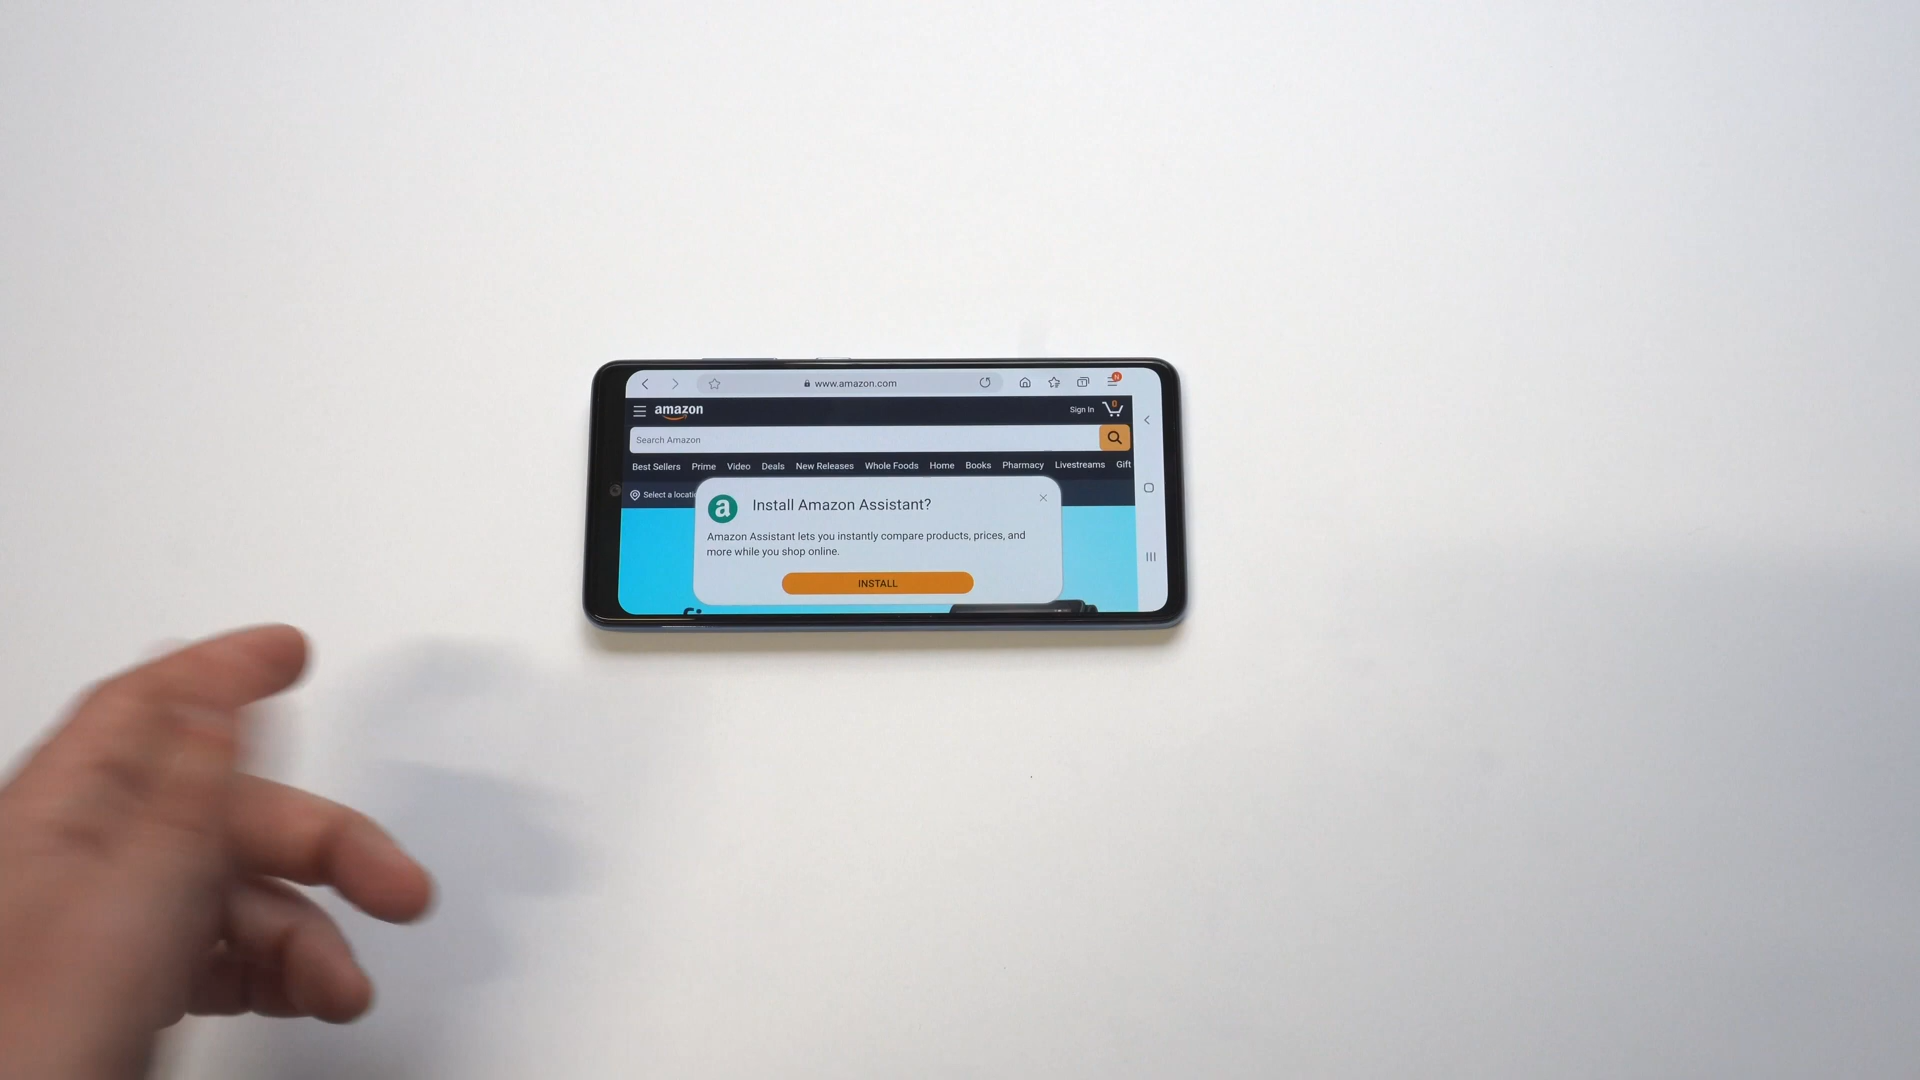 www.amazon.com
N
amazon
Sign In
0
Search Amazon
Best Sellers Prime Video Deals New Releases Whole Foods Home Books Pharmacy Livestreams Gift
Select a locati
a
Install Amazon Assistant?
Amazon Assistant lets you instantly compare products, prices, and
more while you shop online.
INSTALL